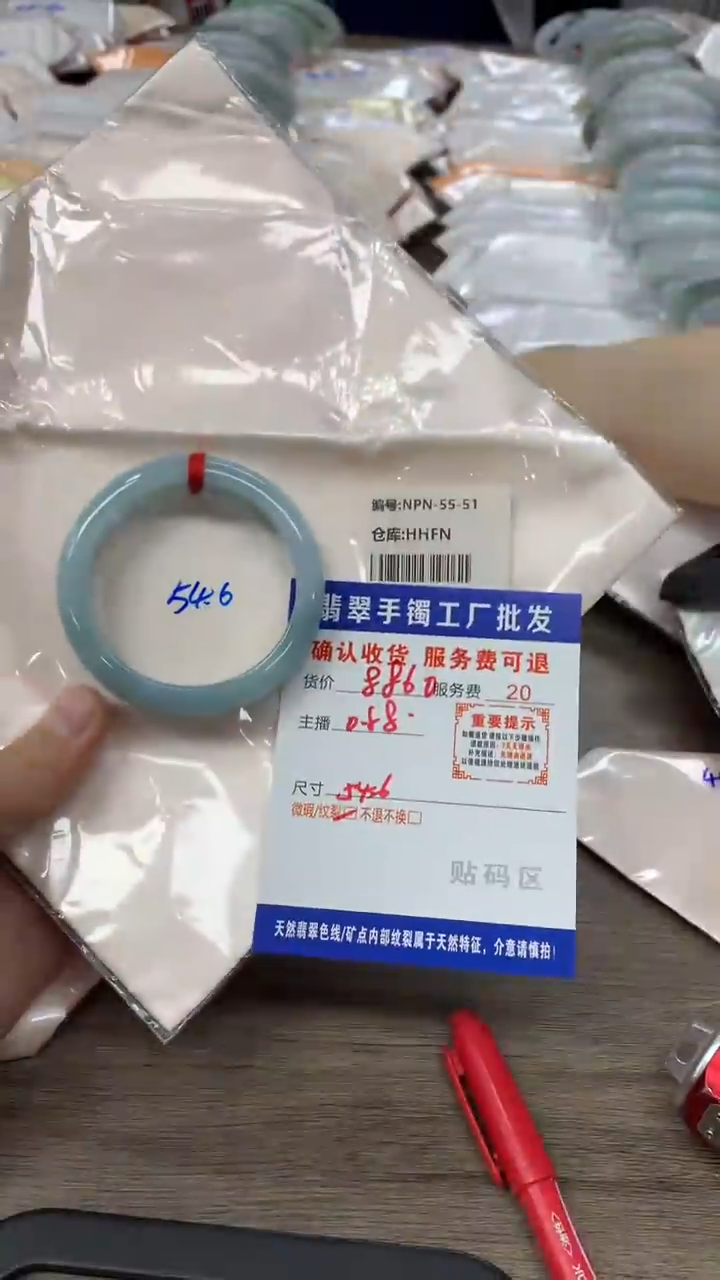 编号:NPN-55-51
仓库:HHFN
54.6
翡翠手镯工厂批发
确认收货 服务费可退
货价 8860 服务费 20
主播 058.
重要提示
尺寸 54.6
微瑕/纹裂☑ 不退不换☐
贴码区
天然翡翠色线/矿点内部纹裂属于天然特征，介意请慎拍！